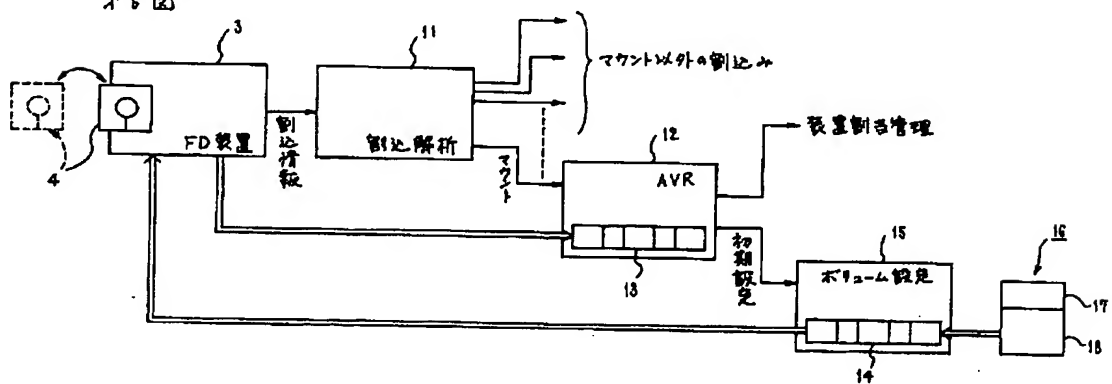 3
11
マウント以外の割込み
FD装置
割込情報
割込解析
4
マウント
12
AVR
装置割当管理
13
初期設定
15
ボリューム設定
14
16
17
18